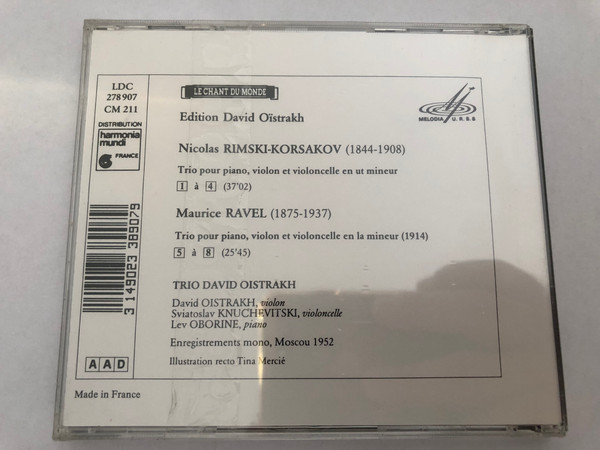 LDC
278 907
CM 211
DISTRIBUTION
harmonia
mundi
FRANCE
3 149023 389079
AAD
Made in France
LE CHANT DU MONDE
MELODIA U.R.S.S
Edition David Oïstrakh
Nicolas RIMSKI-KORSAKOV (1844-1908)
Trio pour piano, violon et violoncelle en ut mineur
1 à 4 (37'02)
Maurice RAVEL (1875-1937)
Trio pour piano, violon et violoncelle en la mineur (1914)
5 à 8 (25'45)
TRIO DAVID OISTRAKH
David OISTRAKH, violon
Sviatoslav KNUCHEVITSKI, violoncelle
Lev OBORINE, piano
Enregistrements mono, Moscou 1952
Illustration recto Tina Mercié